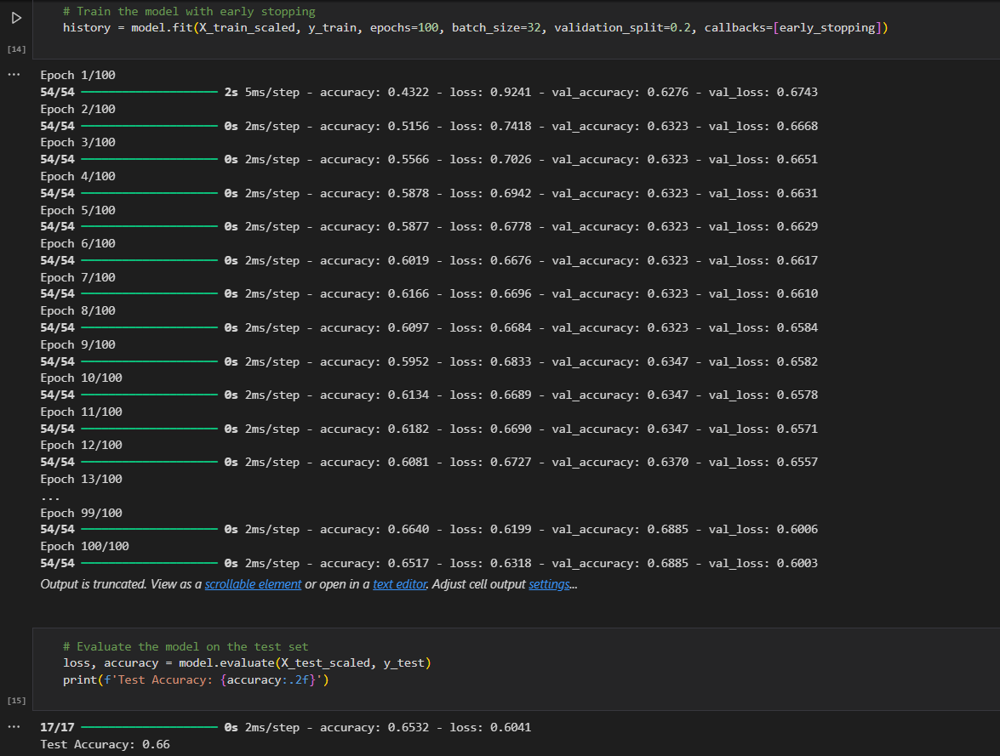 # Train the model with early stopping
history = model.fit(X_train_scaled, y_train, epochs=100, batch_size=32, validation_split=0.2, callbacks=[early_stopping])
[14]
...
Epoch 1/100
54/54 ━━━━━━━━━━━━━━━━━━━━ 2s 5ms/step - accuracy: 0.4322 - loss: 0.9241 - val_accuracy: 0.6276 - val_loss: 0.6743
Epoch 2/100
54/54 ━━━━━━━━━━━━━━━━━━━━ 0s 2ms/step - accuracy: 0.5156 - loss: 0.7418 - val_accuracy: 0.6323 - val_loss: 0.6668
Epoch 3/100
54/54 ━━━━━━━━━━━━━━━━━━━━ 0s 2ms/step - accuracy: 0.5566 - loss: 0.7026 - val_accuracy: 0.6323 - val_loss: 0.6651
Epoch 4/100
54/54 ━━━━━━━━━━━━━━━━━━━━ 0s 2ms/step - accuracy: 0.5878 - loss: 0.6942 - val_accuracy: 0.6323 - val_loss: 0.6631
Epoch 5/100
54/54 ━━━━━━━━━━━━━━━━━━━━ 0s 2ms/step - accuracy: 0.5877 - loss: 0.6778 - val_accuracy: 0.6323 - val_loss: 0.6629
Epoch 6/100
54/54 ━━━━━━━━━━━━━━━━━━━━ 0s 2ms/step - accuracy: 0.6019 - loss: 0.6676 - val_accuracy: 0.6323 - val_loss: 0.6617
Epoch 7/100
54/54 ━━━━━━━━━━━━━━━━━━━━ 0s 2ms/step - accuracy: 0.6166 - loss: 0.6696 - val_accuracy: 0.6323 - val_loss: 0.6610
Epoch 8/100
54/54 ━━━━━━━━━━━━━━━━━━━━ 0s 2ms/step - accuracy: 0.6097 - loss: 0.6684 - val_accuracy: 0.6323 - val_loss: 0.6584
Epoch 9/100
54/54 ━━━━━━━━━━━━━━━━━━━━ 0s 2ms/step - accuracy: 0.5952 - loss: 0.6833 - val_accuracy: 0.6347 - val_loss: 0.6582
Epoch 10/100
54/54 ━━━━━━━━━━━━━━━━━━━━ 0s 2ms/step - accuracy: 0.6134 - loss: 0.6689 - val_accuracy: 0.6347 - val_loss: 0.6578
Epoch 11/100
54/54 ━━━━━━━━━━━━━━━━━━━━ 0s 2ms/step - accuracy: 0.6182 - loss: 0.6690 - val_accuracy: 0.6347 - val_loss: 0.6571
Epoch 12/100
54/54 ━━━━━━━━━━━━━━━━━━━━ 0s 2ms/step - accuracy: 0.6081 - loss: 0.6727 - val_accuracy: 0.6370 - val_loss: 0.6557
Epoch 13/100
...
Epoch 99/100
54/54 ━━━━━━━━━━━━━━━━━━━━ 0s 2ms/step - accuracy: 0.6640 - loss: 0.6199 - val_accuracy: 0.6885 - val_loss: 0.6006
Epoch 100/100
54/54 ━━━━━━━━━━━━━━━━━━━━ 0s 2ms/step - accuracy: 0.6517 - loss: 0.6318 - val_accuracy: 0.6885 - val_loss: 0.6003
Output is truncated. View as a scrollable element or open in a text editor. Adjust cell output settings...
# Evaluate the model on the test set
loss, accuracy = model.evaluate(X_test_scaled, y_test)
print(f'Test Accuracy: {accuracy:.2f}')
[15]
...
17/17 ━━━━━━━━━━━━━━━━━━━━ 0s 2ms/step - accuracy: 0.6532 - loss: 0.6041
Test Accuracy: 0.66